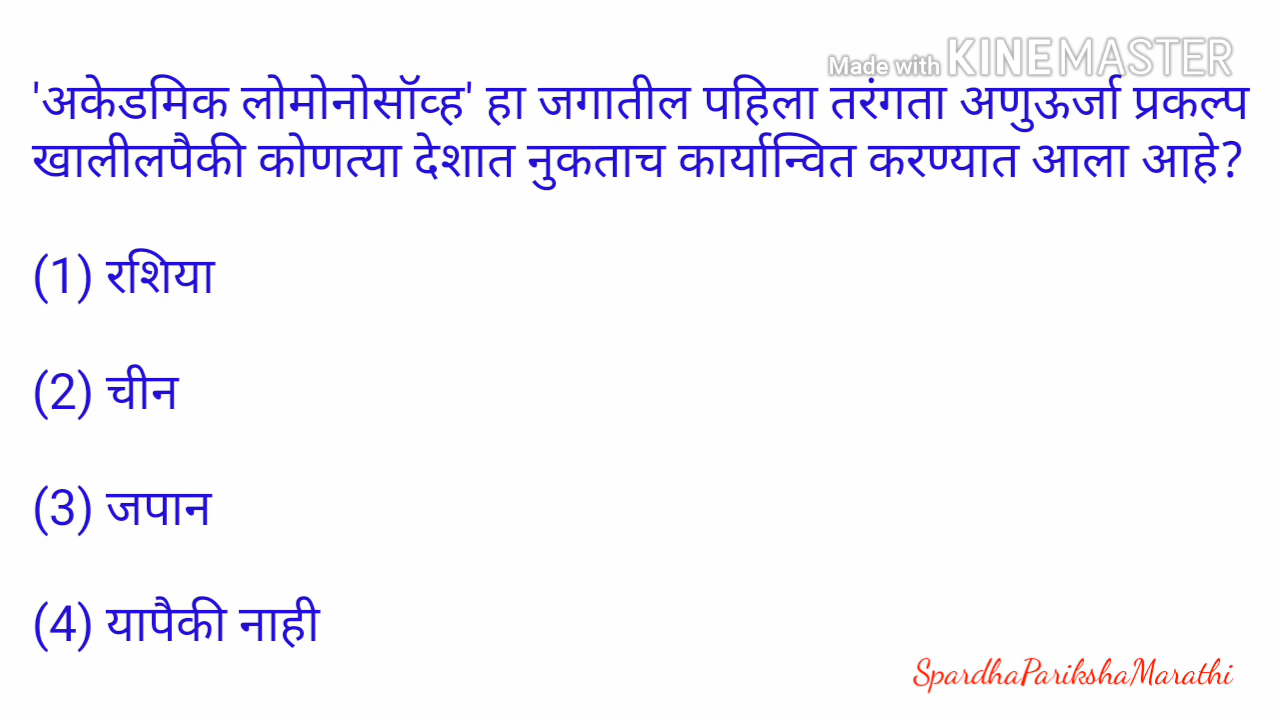 Made with KINEMASTER
'अकेडमिक लोमोनोसॉव्ह' हा जगातील पहिला तरंगता अणुऊर्जा प्रकल्प
खालीलपैकी कोणत्या देशात नुकताच कार्यान्वित करण्यात आला आहे?
(1) रशिया
(2) चीन
(3) जपान
(4) यापैकी नाही
SpardhaParikshaMarathi